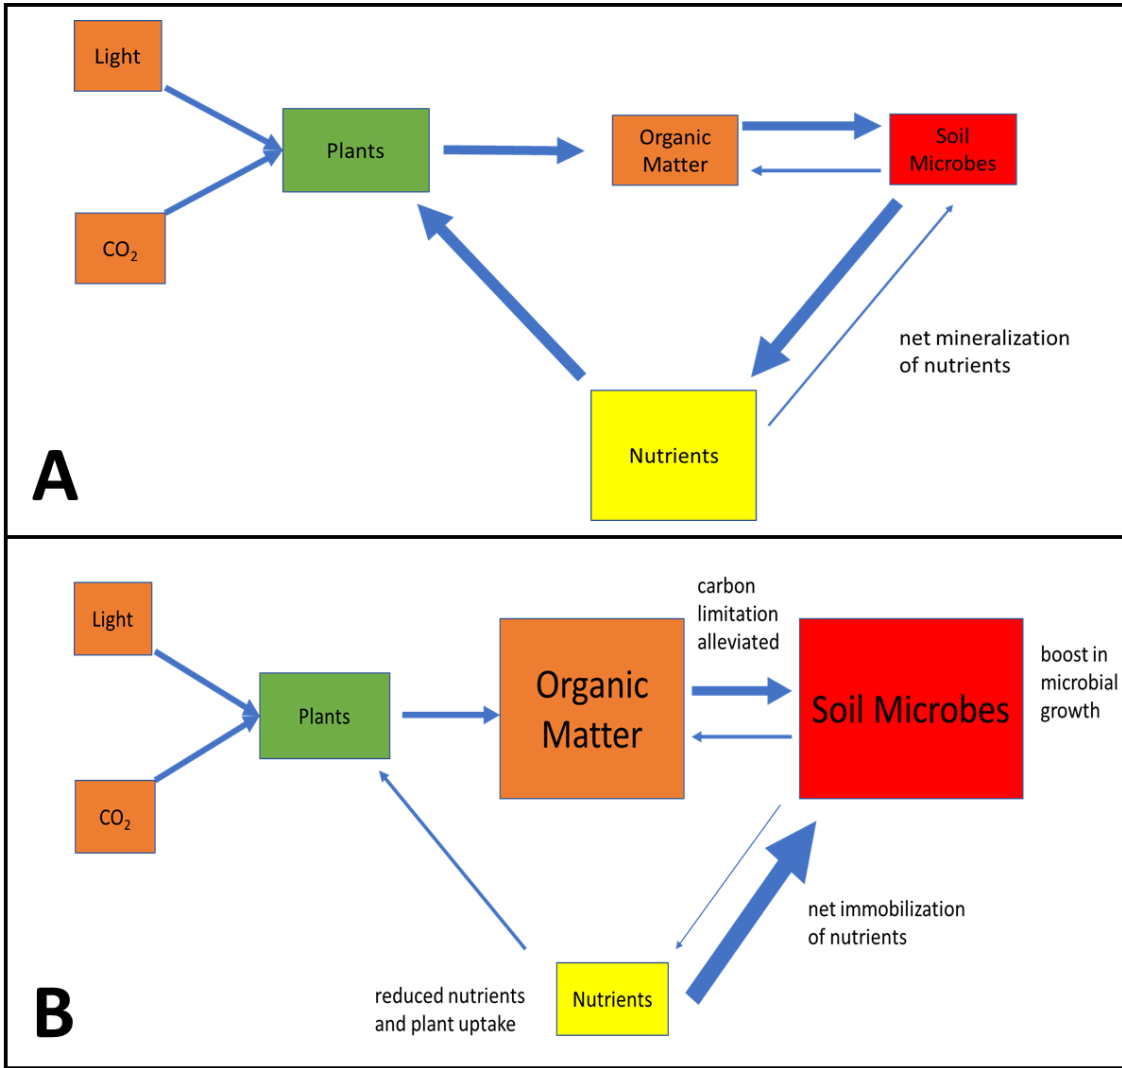 Light
Plants
Organic
Matter
Soil
Microbes
CO₂
net mineralization
of nutrients
Nutrients
A
Light
carbon
limitation
alleviated
boost in
microbial
growth
Plants
Organic
Matter
Soil Microbes
CO₂
net immobilization
of nutrients
reduced nutrients
and plant uptake
Nutrients
B